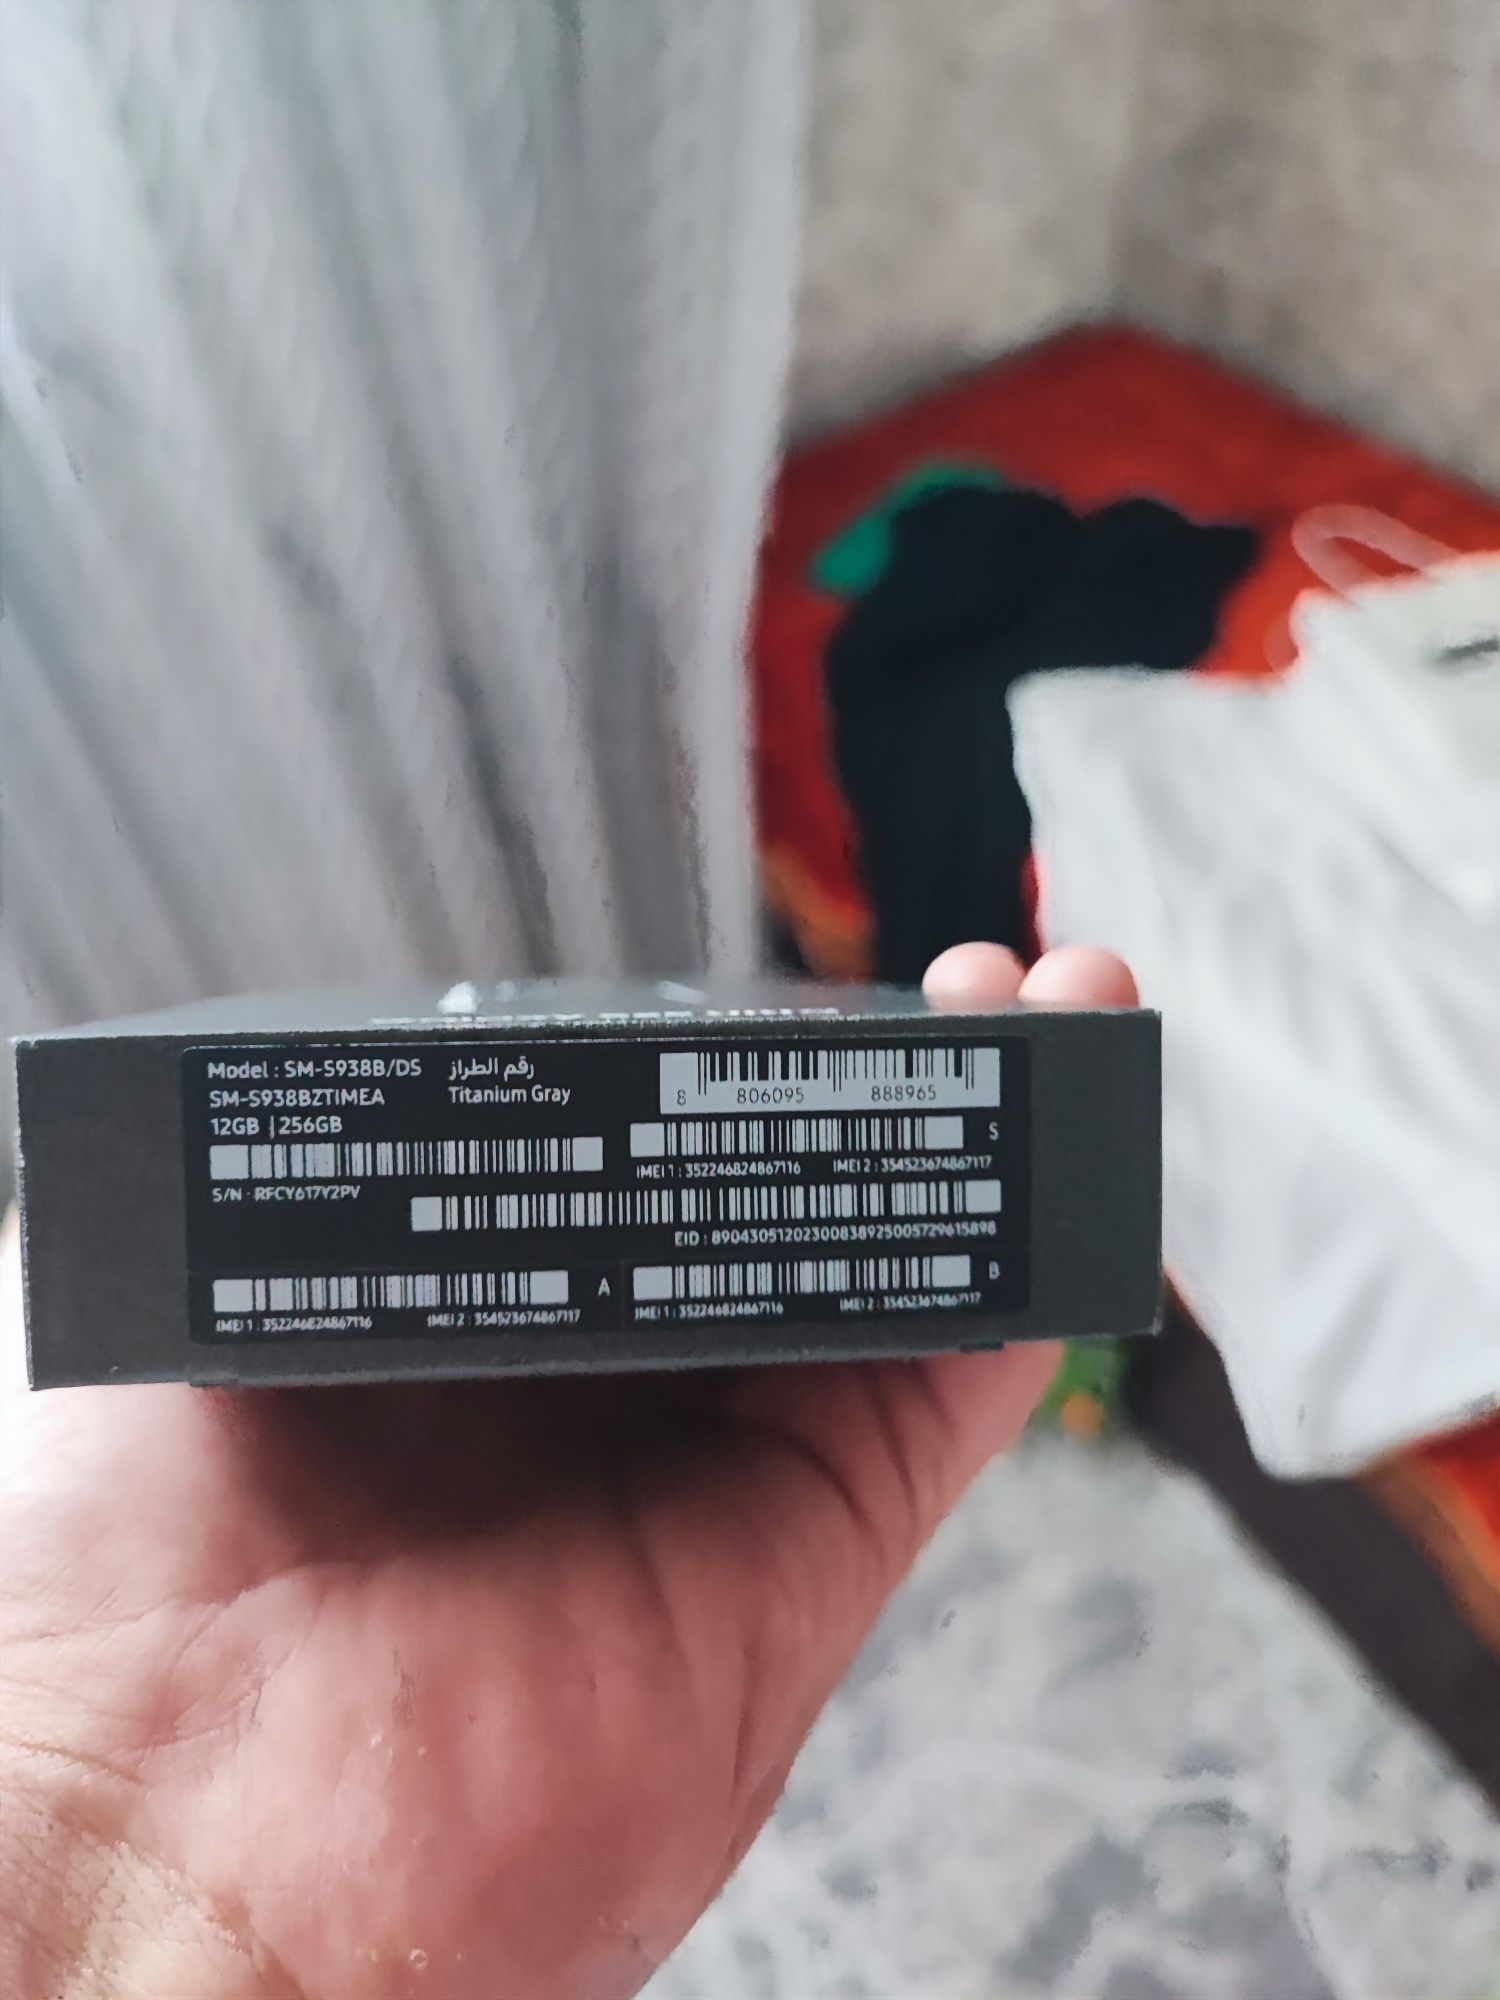 Model : SM-S938B/DS رقم الطراز
SM-S938BZTIMEA Titanium Gray
12GB | 256GB
8 806095 888965
S
IMEI 1 : 352246824867116 IMEI 2 : 354523674867117
S/N : RFCY617Y2PV
EID : 89043051202300838925005729615898
A
IMEI 1 : 352246824867116 IMEI 2 : 354523674867117
B
IMEI 1 : 352246824867116 IMEI 2 : 354523674867117